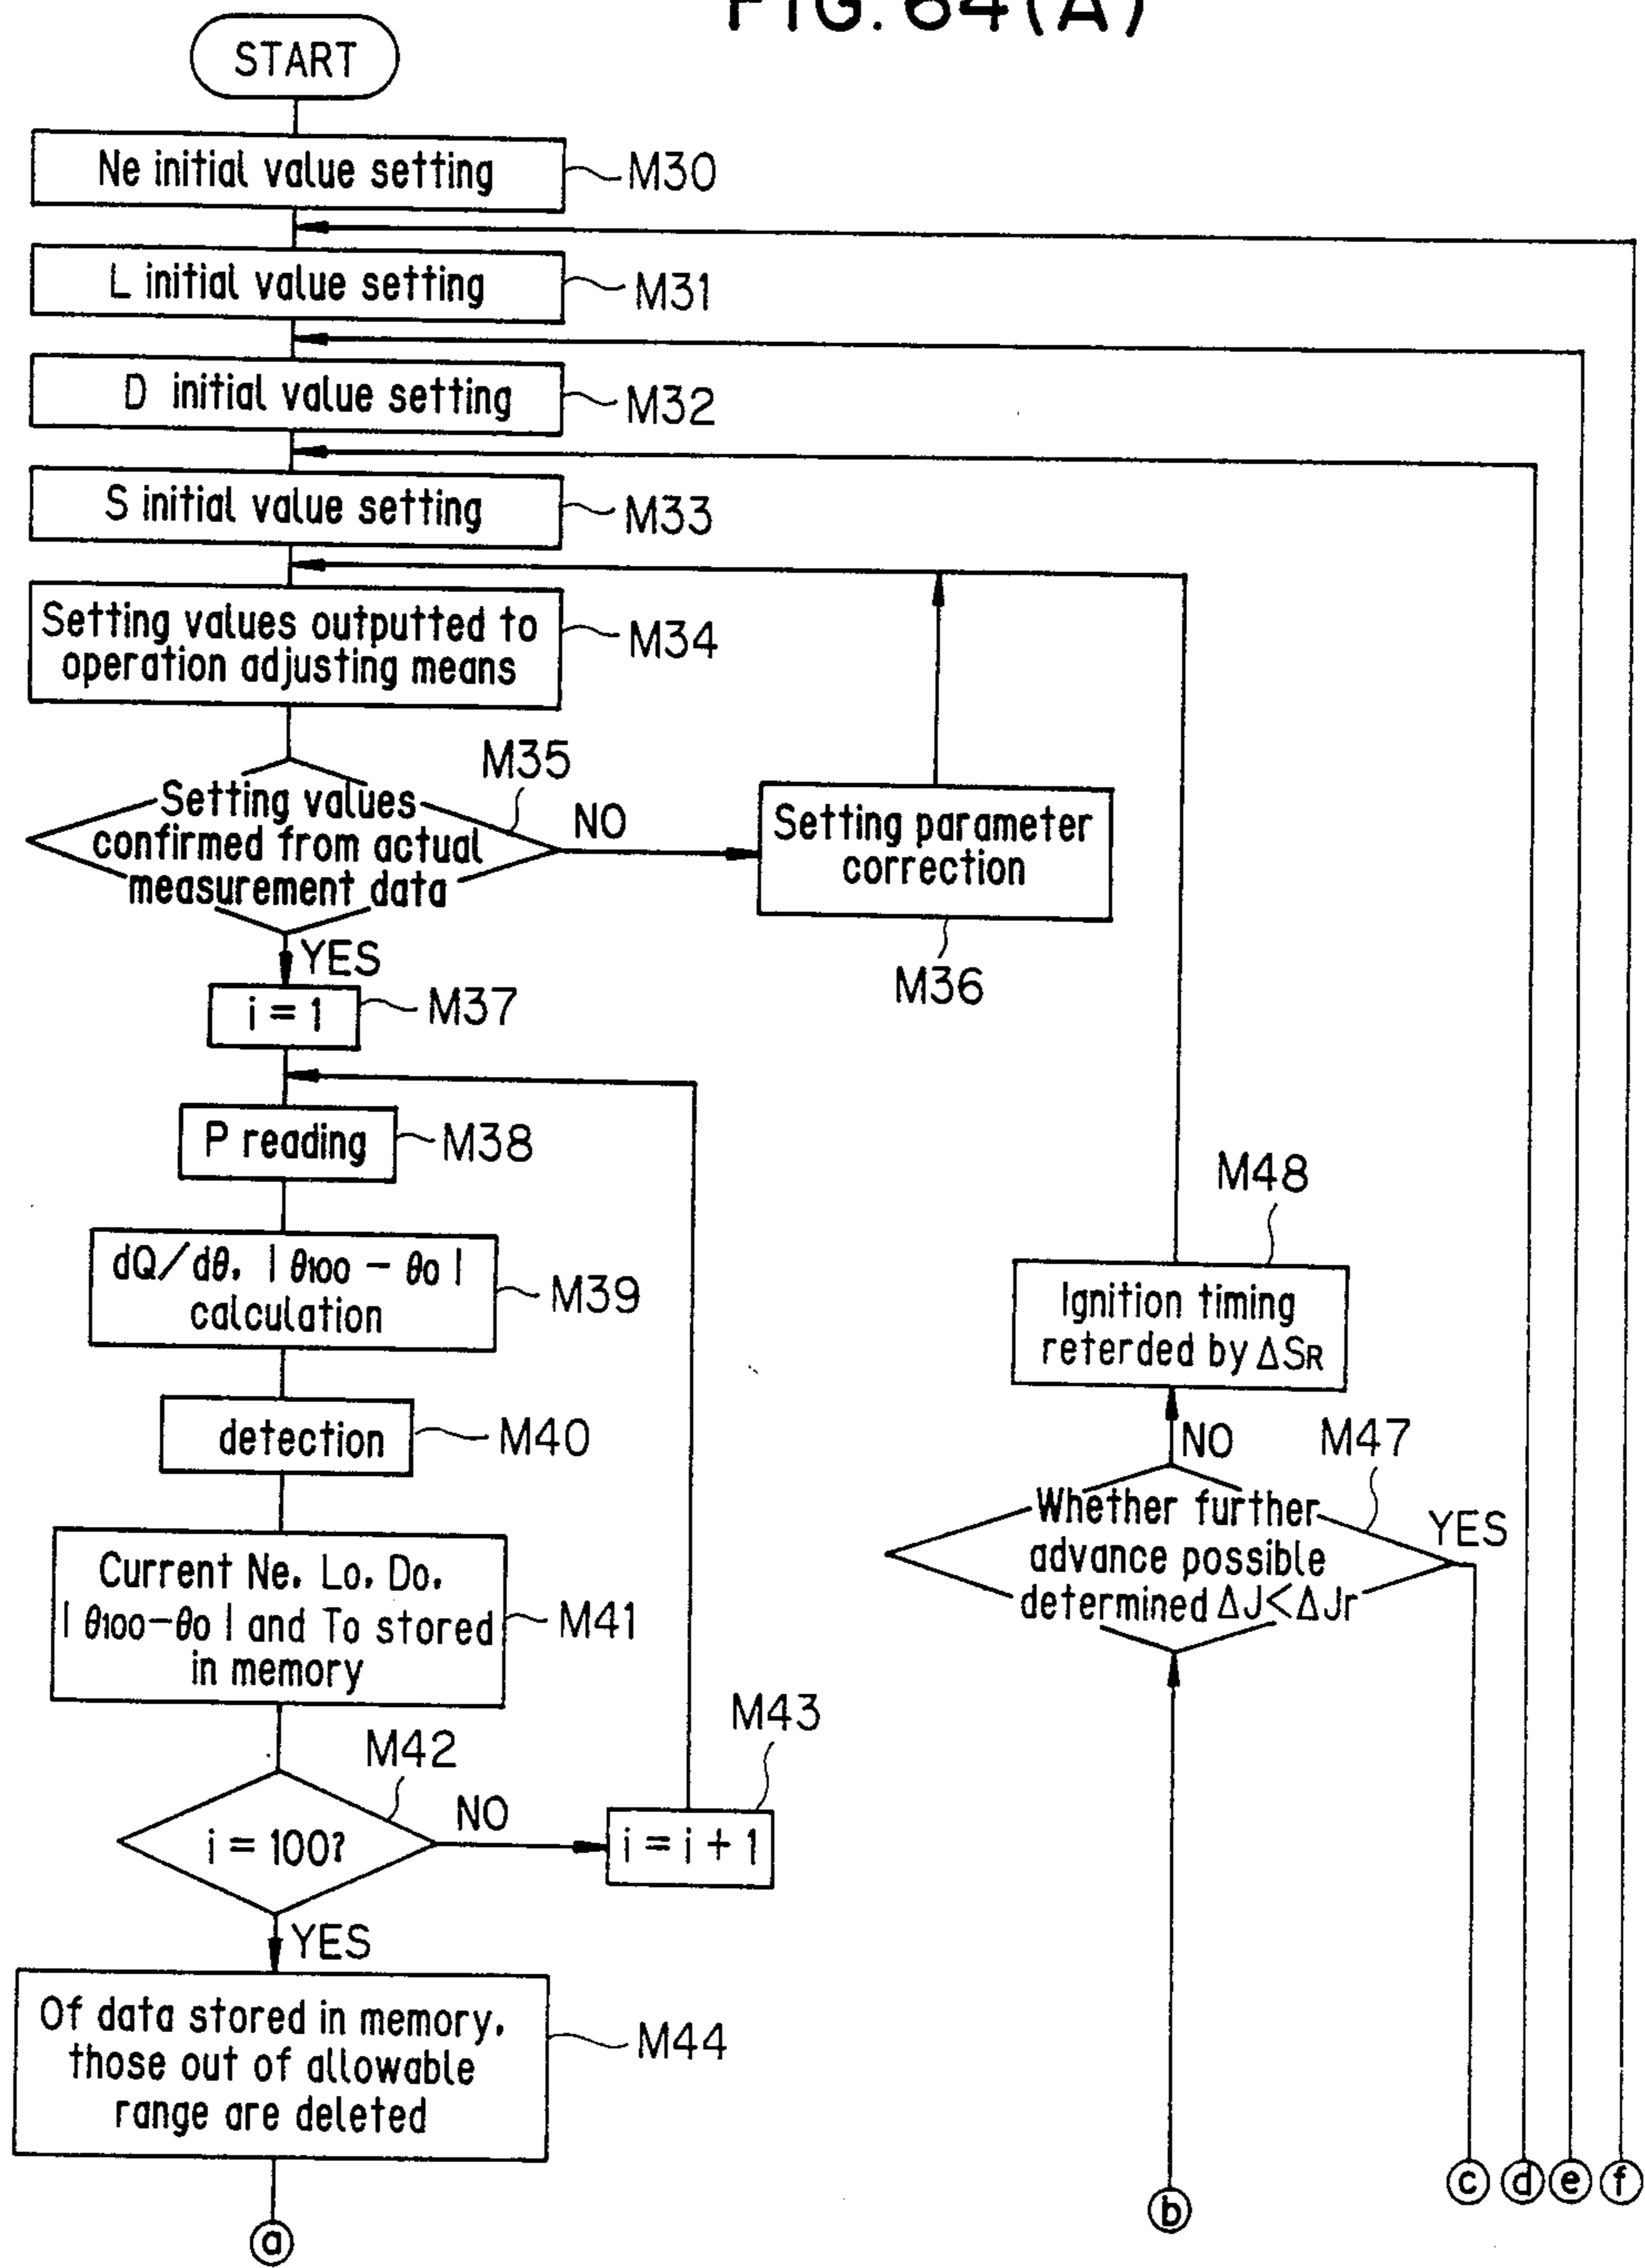 FIG. 64(A)
START
Ne initial value setting
M30
L initial value setting
M31
D initial value setting
M32
S initial value setting
M33
Setting values outputted to
operation adjusting means
M34
M35
Setting values
confirmed from actual
measurement data
NO
Setting parameter
correction
M36
YES
i = 1
M37
P reading
M38
dQ/dθ, | θ100 - θ0 |
calculation
M39
detection
M40
Current Ne, Lo, Do,
| θ100-θ0 | and To stored
in memory
M41
M42
i = 100?
NO
M43
i = i + 1
YES
Of data stored in memory,
those out of allowable
range are deleted
M44
a
M48
Ignition timing
reterded by ΔSR
NO
M47
Whether further
advance possible
determined ΔJ<ΔJr
YES
b
c
d
e
f